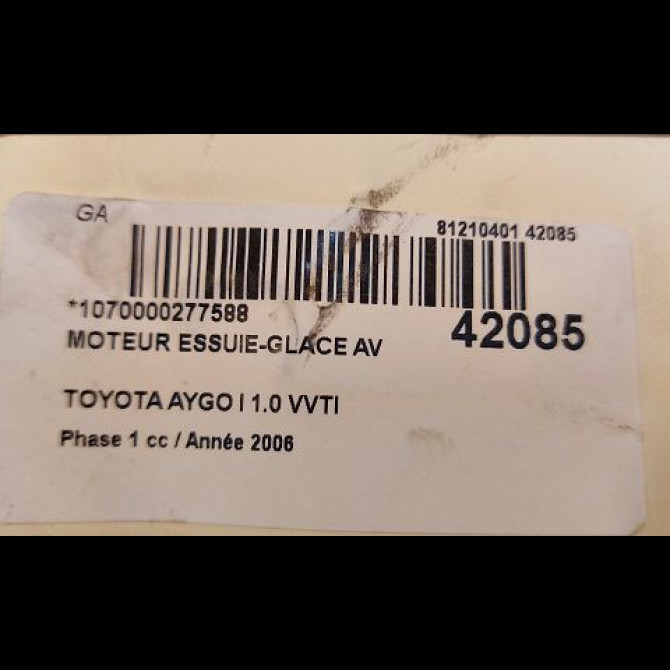 GA
81210401 42085
*1070000277588
42085
MOTEUR ESSUIE-GLACE AV
TOYOTA AYGO I 1.0 VVTI
Phase 1 cc / Année 2006